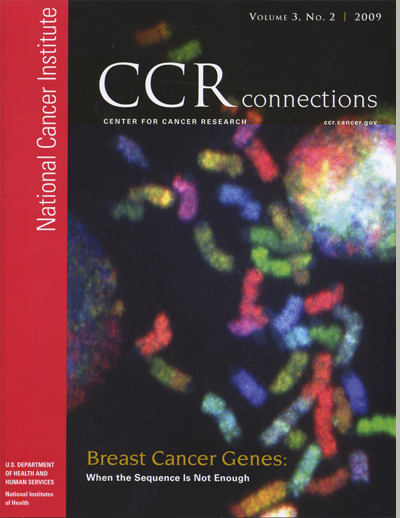 VOLUME 3, NO. 2 | 2009
National Cancer Institute
CCR connections
CENTER FOR CANCER RESEARCH
ccr.cancer.gov
Breast Cancer Genes:
When the Sequence Is Not Enough
U.S. DEPARTMENT
OF HEALTH AND
HUMAN SERVICES
National Institutes
of Health